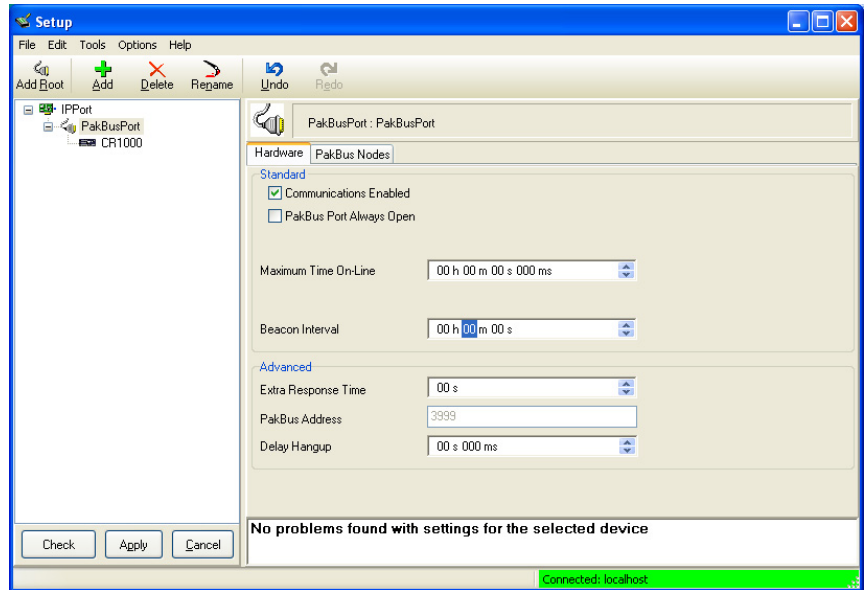 Setup
File Edit Tools Options Help
Add Root Add Delete Rename Undo Redo
IPPort
PakBusPort
CR1000
PakBusPort : PakBusPort
Hardware PakBus Nodes
Standard
Communications Enabled
PakBus Port Always Open
Maximum Time On-Line 00 h 00 m 00 s 000 ms
Beacon Interval 00 h 00 m 00 s
Advanced
Extra Response Time 00 s
PakBus Address 3999
Delay Hangup 00 s 000 ms
Check Apply Cancel
No problems found with settings for the selected device
Connected: localhost